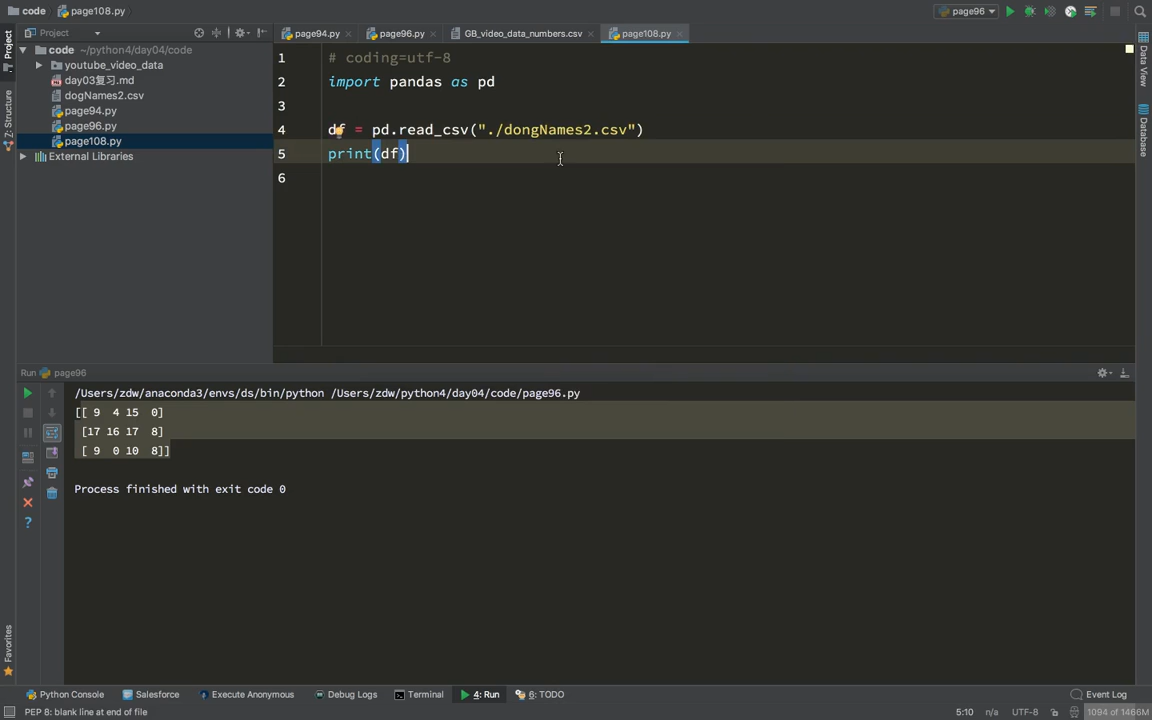 code
page108.py
page96
Project
page94.py
page96.py
GB_video_data_numbers.csv
page108.py
code ~/python4/day04/code
youtube_video_data
day03复习.md
dogNames2.csv
page94.py
page96.py
page108.py
External Libraries
1 # coding=utf-8
2 import pandas as pd
3
4 df = pd.read_csv("./dongNames2.csv")
5 print(df)
6
Project
Z: Structure
Favorites
Data View
Database
Run page96
/Users/zdw/anaconda3/envs/ds/bin/python /Users/zdw/python4/day04/code/page96.py
[[ 9 4 15 0]
[17 16 17 8]
[ 9 0 10 8]]
Process finished with exit code 0
Python Console
Salesforce
Execute Anonymous
Debug Logs
Terminal
4: Run
6: TODO
Event Log
PEP 8: blank line at end of file
5:10
n/a
UTF-8
1094 of 1466M